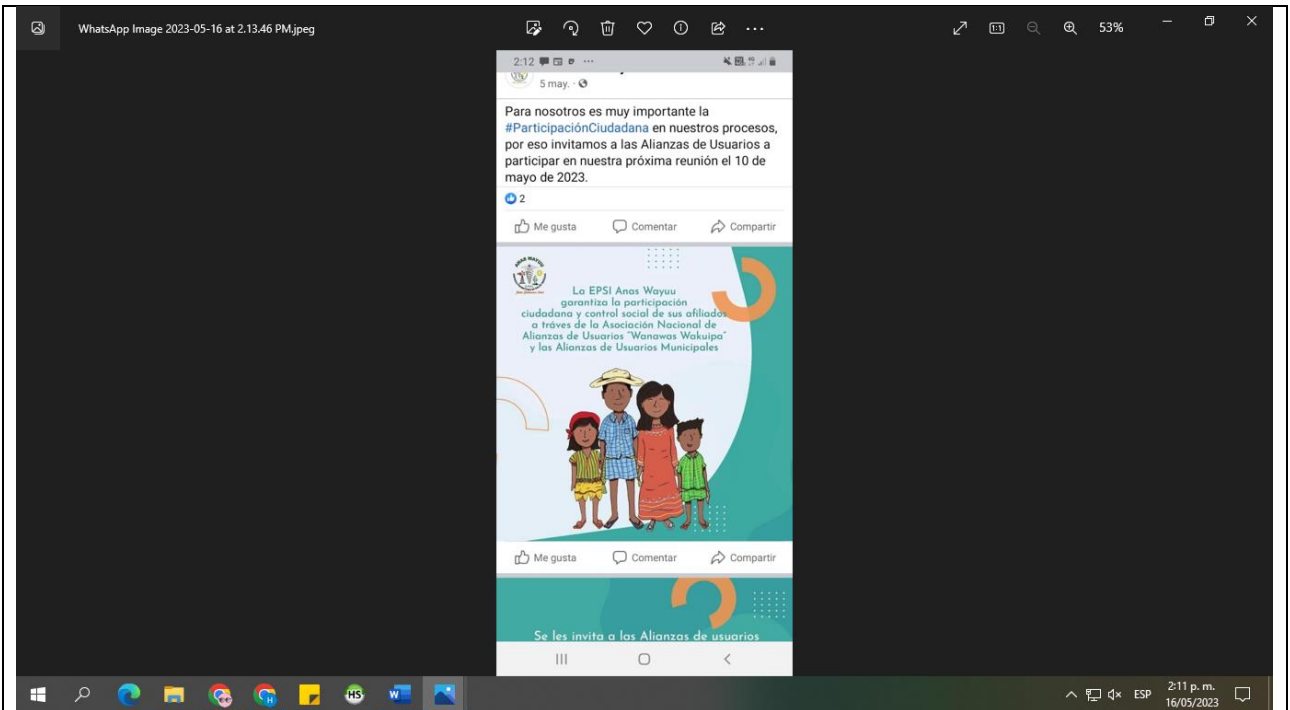 WhatsApp Image 2023-05-16 at 2.13.46 PM.jpeg
53%
2:12
5 may.
Para nosotros es muy importante la
#ParticipaciónCiudadana en nuestros procesos,
por eso invitamos a las Alianzas de Usuarios a
participar en nuestra próxima reunión el 10 de
mayo de 2023.
2
Me gusta Comentar Compartir
ANAS WAYUU
La EPSI Anas Wayuu
garantiza la participación
ciudadana y control social de sus afiliados
a tráves de la Asociación Nacional de
Alianzas de Usuarios "Wanawas Wakuipa"
y las Alianzas de Usuarios Municipales
Me gusta Comentar Compartir
Se les invita a las Alianzas de usuarios
HS
W
ESP
2:11 p. m.
16/05/2023